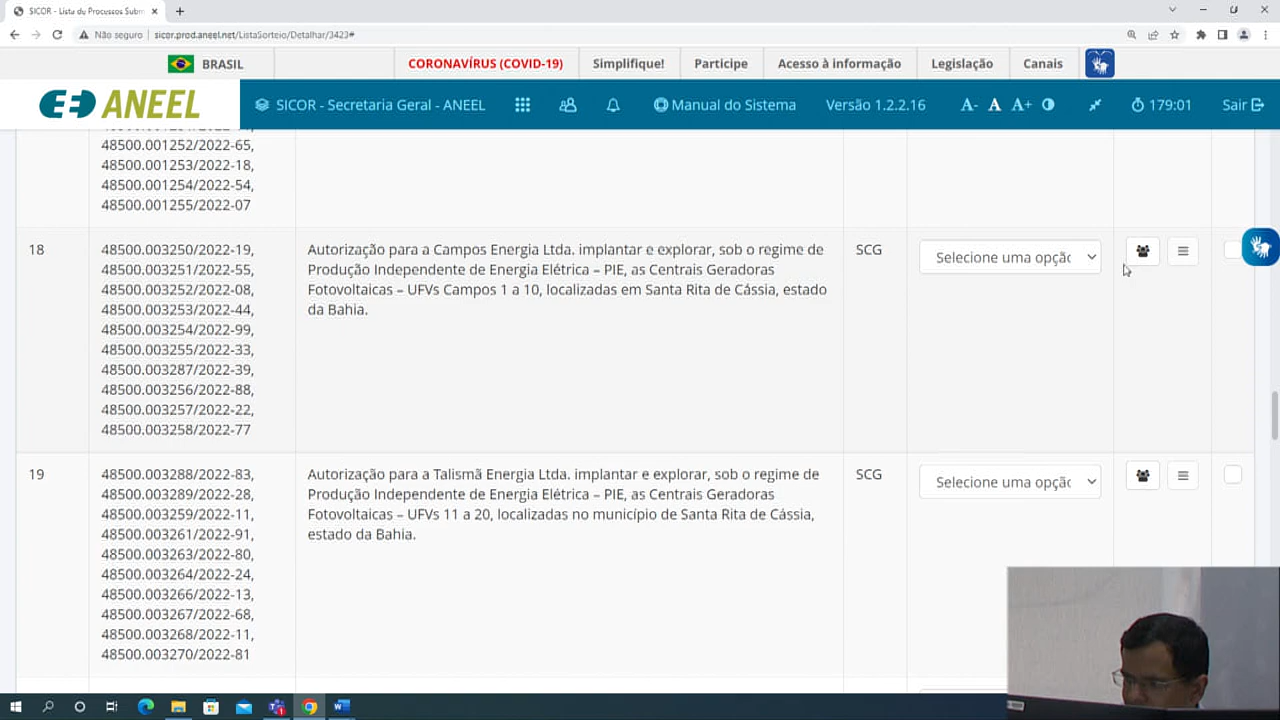 SICOR - Lista de Processos Subm
Não seguro
sicor.prod.aneel.net/ListaSorteio/Detalhar/3423#
BRASIL
CORONAVÍRUS (COVID-19)
Simplifique!
Participe
Acesso à informação
Legislação
Canais
ANEEL
SICOR - Secretaria Geral - ANEEL
Manual do Sistema
Versão 1.2.2.16
A-
A
A+
179:01
Sair
48500.001252/2022-65,
48500.001253/2022-18,
48500.001254/2022-54,
48500.001255/2022-07
18
48500.003250/2022-19,
48500.003251/2022-55,
48500.003252/2022-08,
48500.003253/2022-44,
48500.003254/2022-99,
48500.003255/2022-33,
48500.003287/2022-39,
48500.003256/2022-88,
48500.003257/2022-22,
48500.003258/2022-77
Autorização para a Campos Energia Ltda. implantar e explorar, sob o regime de
Produção Independente de Energia Elétrica – PIE, as Centrais Geradoras
Fotovoltaicas – UFVs Campos 1 a 10, localizadas em Santa Rita de Cássia, estado
da Bahia.
SCG
Selecione uma opçã
19
48500.003288/2022-83,
48500.003289/2022-28,
48500.003259/2022-11,
48500.003261/2022-91,
48500.003263/2022-80,
48500.003264/2022-24,
48500.003266/2022-13,
48500.003267/2022-68,
48500.003268/2022-11,
48500.003270/2022-81
Autorização para a Talismã Energia Ltda. implantar e explorar, sob o regime de
Produção Independente de Energia Elétrica – PIE, as Centrais Geradoras
Fotovoltaicas – UFVs 11 a 20, localizadas no município de Santa Rita de Cássia,
estado da Bahia.
SCG
Selecione uma opçã